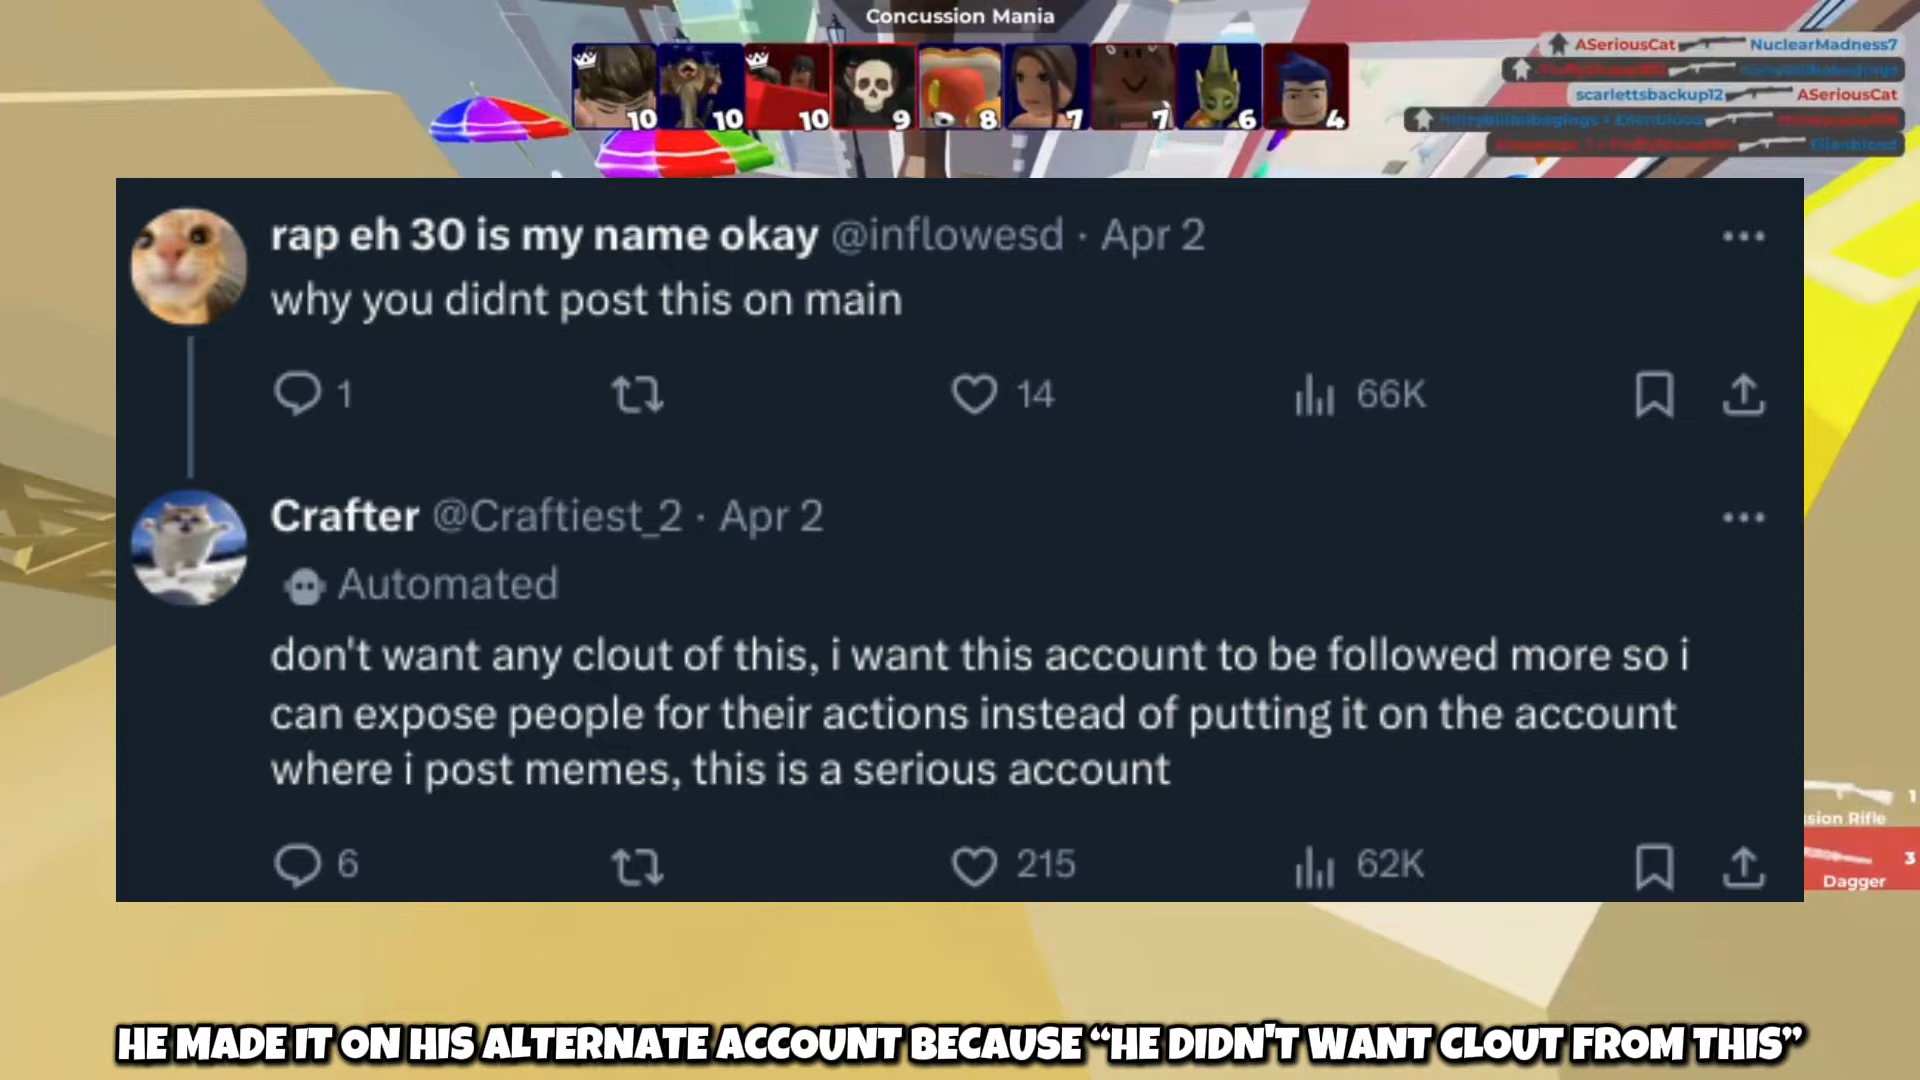 Concussion Mania
10 10 10 9 8 7 7 6 4
ASeriousCat NuclearMadness7
scarlettsbackup12 ASeriousCat
rap eh 30 is my name okay @inflowesd · Apr 2
why you didnt post this on main
1 14 66K
Crafter @Craftiest_2 · Apr 2
Automated
don't want any clout of this, i want this account to be followed more so i
can expose people for their actions instead of putting it on the account
where i post memes, this is a serious account
6 215 62K
1
sion Rifle
3
Dagger
HE MADE IT ON HIS ALTERNATE ACCOUNT BECAUSE “HE DIDN'T WANT CLOUT FROM THIS”